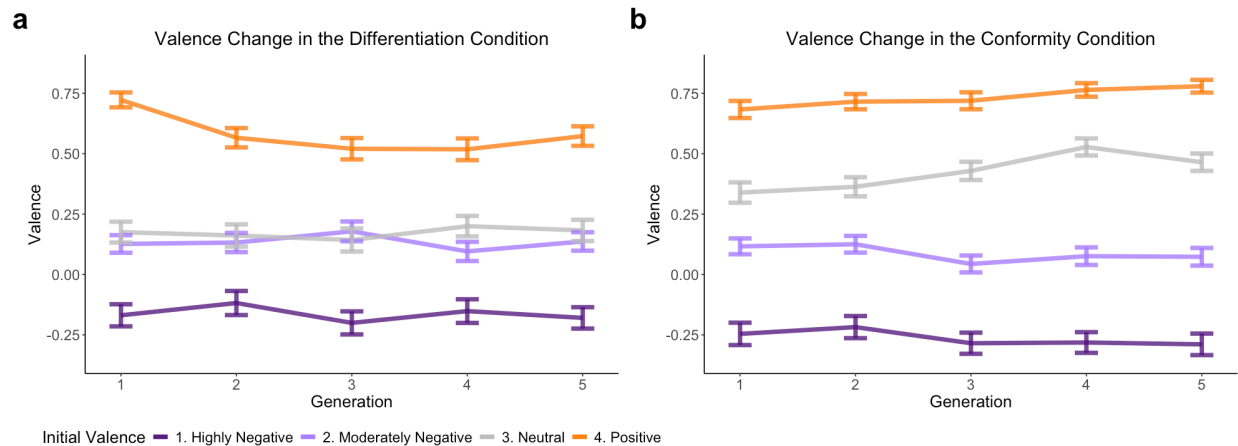 a
Valence Change in the Differentiation Condition
Valence
0.75
0.50
0.25
0.00
-0.25
1 2 3 4 5
Generation
b
Valence Change in the Conformity Condition
Valence
0.75
0.50
0.25
0.00
-0.25
1 2 3 4 5
Generation
Initial Valence 1. Highly Negative 2. Moderately Negative 3. Neutral 4. Positive